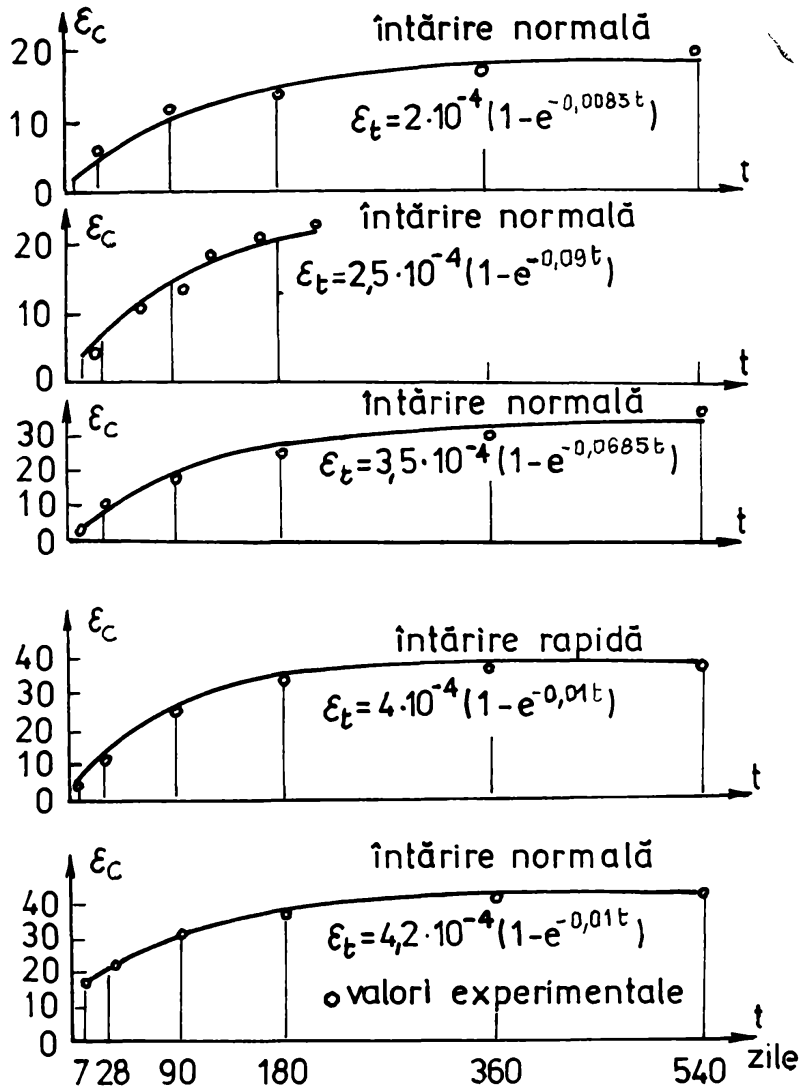 εc
întărire normală
20
εt=2·10⁻⁴(1-e⁻⁰,⁰⁰⁸⁵ᵗ)
10
t
0
εc
întărire normală
20
εt=2,5·10⁻⁴(1-e⁻⁰,⁰⁹ᵗ)
10
t
0
εc
întărire normală
30
εt=3,5·10⁻⁴(1-e⁻⁰,⁰⁶⁸⁵ᵗ)
20
10
t
0
εc
întărire rapidă
40
30
εt=4·10⁻⁴(1-e⁻⁰,⁰¹ᵗ)
20
10
t
0
εc
întărire normală
40
30
εt=4,2·10⁻⁴(1-e⁻⁰,⁰¹ᵗ)
20
valori experimentale
10
t
0
7 28 90 180 360 540 zile